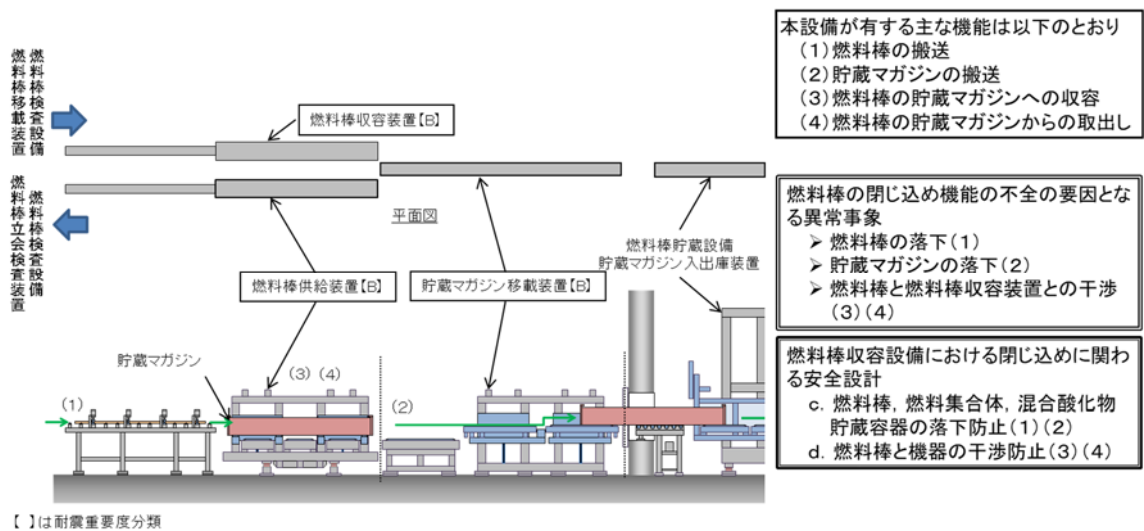 燃料棒検査設備
燃料棒移載装置
燃料棒検査設備
燃料棒立会検査装置
燃料棒収容装置【B】
平面図
燃料棒供給装置【B】
貯蔵マガジン移載装置【B】
燃料棒貯蔵設備
貯蔵マガジン入出庫装置
貯蔵マガジン
(1)
(3)(4)
(2)
【 】は耐震重要度分類
本設備が有する主な機能は以下のとおり
(1)燃料棒の搬送
(2)貯蔵マガジンの搬送
(3)燃料棒の貯蔵マガジンへの収容
(4)燃料棒の貯蔵マガジンからの取出し
燃料棒の閉じ込め機能の不全の要因とな
る異常事象
➢ 燃料棒の落下(1)
➢ 貯蔵マガジンの落下(2)
➢ 燃料棒と燃料棒収容装置との干渉
(3)(4)
燃料棒収容設備における閉じ込めに関わ
る安全設計
c. 燃料棒，燃料集合体，混合酸化物
貯蔵容器の落下防止(1)(2)
d. 燃料棒と機器の干渉防止(3)(4)